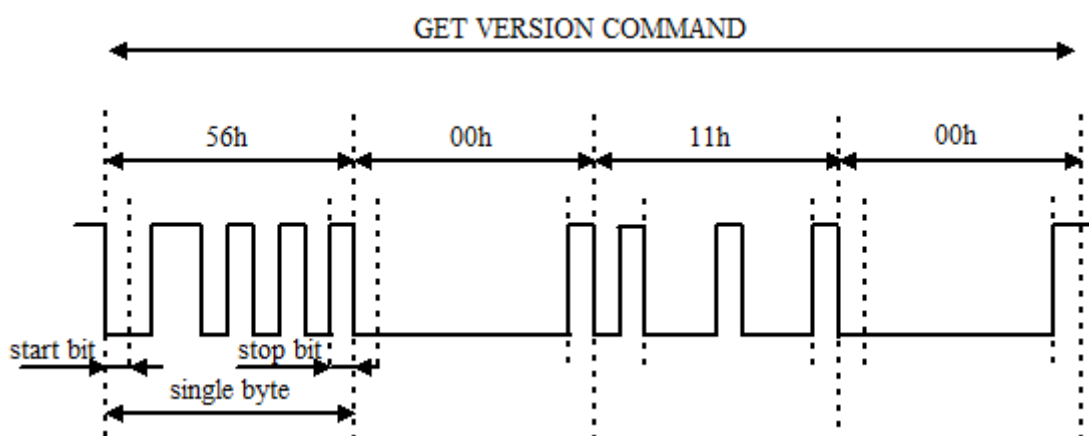 GET VERSION COMMAND
56h 00h 11h 00h
start bit stop bit
single byte